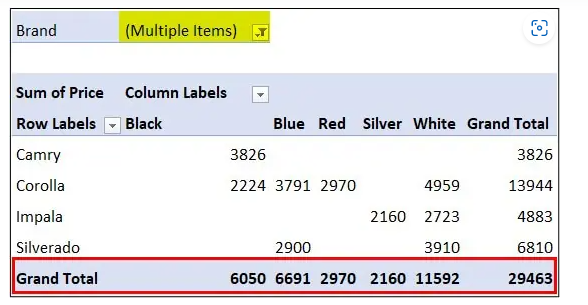 Brand (Multiple Items)
Sum of Price Column Labels
Row Labels Black Blue Red Silver White Grand Total
Camry 3826 3826
Corolla 2224 3791 2970 4959 13944
Impala 2160 2723 4883
Silverado 2900 3910 6810
Grand Total 6050 6691 2970 2160 11592 29463